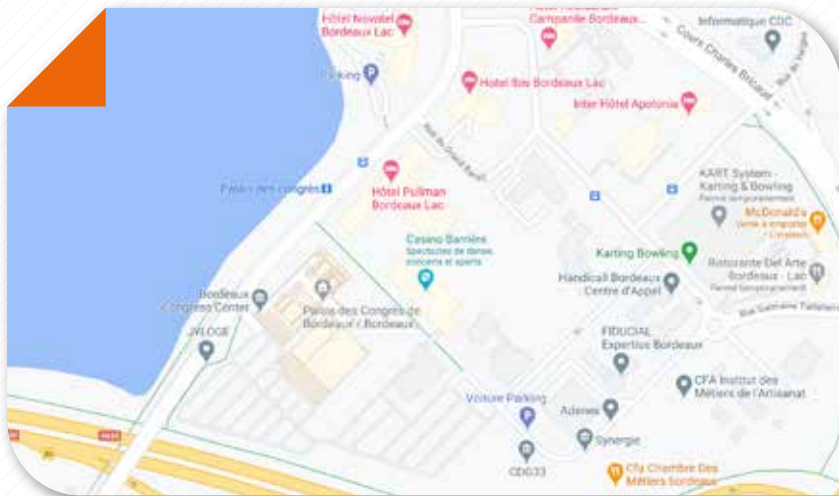 Hôtel Novotel
Bordeaux Lac
Campanile Bordeaux...
Informatique CDC
Cours Charles Bricaud
Parking
Hotel Ibis Bordeaux Lac
Inter Hôtel Apolonia
Rue du Grand Barail
Palais des congrès
Hôtel Pullman
Bordeaux Lac
KART System -
Karting & Bowling
Fermé temporairement
McDonald's
Vente à emporter
Casino Barrière
Spectacles de danse,
concerts et sports
Karting Bowling
Ristorante Del Arte
Bordeaux - Lac
Fermé temporairement
Handicall Bordeaux
Centre d'Appel
Bordeaux
Congress Center
Palais des Congrès de
Bordeaux / Bordeaux...
JYLOGE
FIDUCIAL
Expertise Bordeaux
CFA Institut des
Métiers de l'Artisanat
Voiture Parking
Adenes
Synergie
CDG33
Cfa Chambre Des
Métiers bordeaux